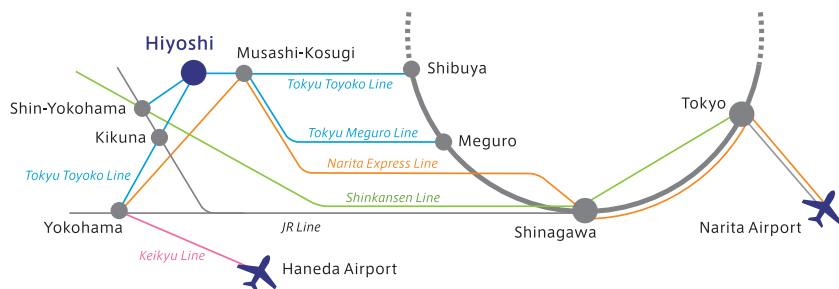 Hiyoshi
Musashi-Kosugi
Shibuya
Tokyu Toyoko Line
Shin-Yokohama
Tokyo
Kikuna
Tokyu Meguro Line
Meguro
Narita Express Line
Tokyu Toyoko Line
Shinkansen Line
Yokohama
JR Line
Shinagawa
Narita Airport
Keikyu Line
Haneda Airport